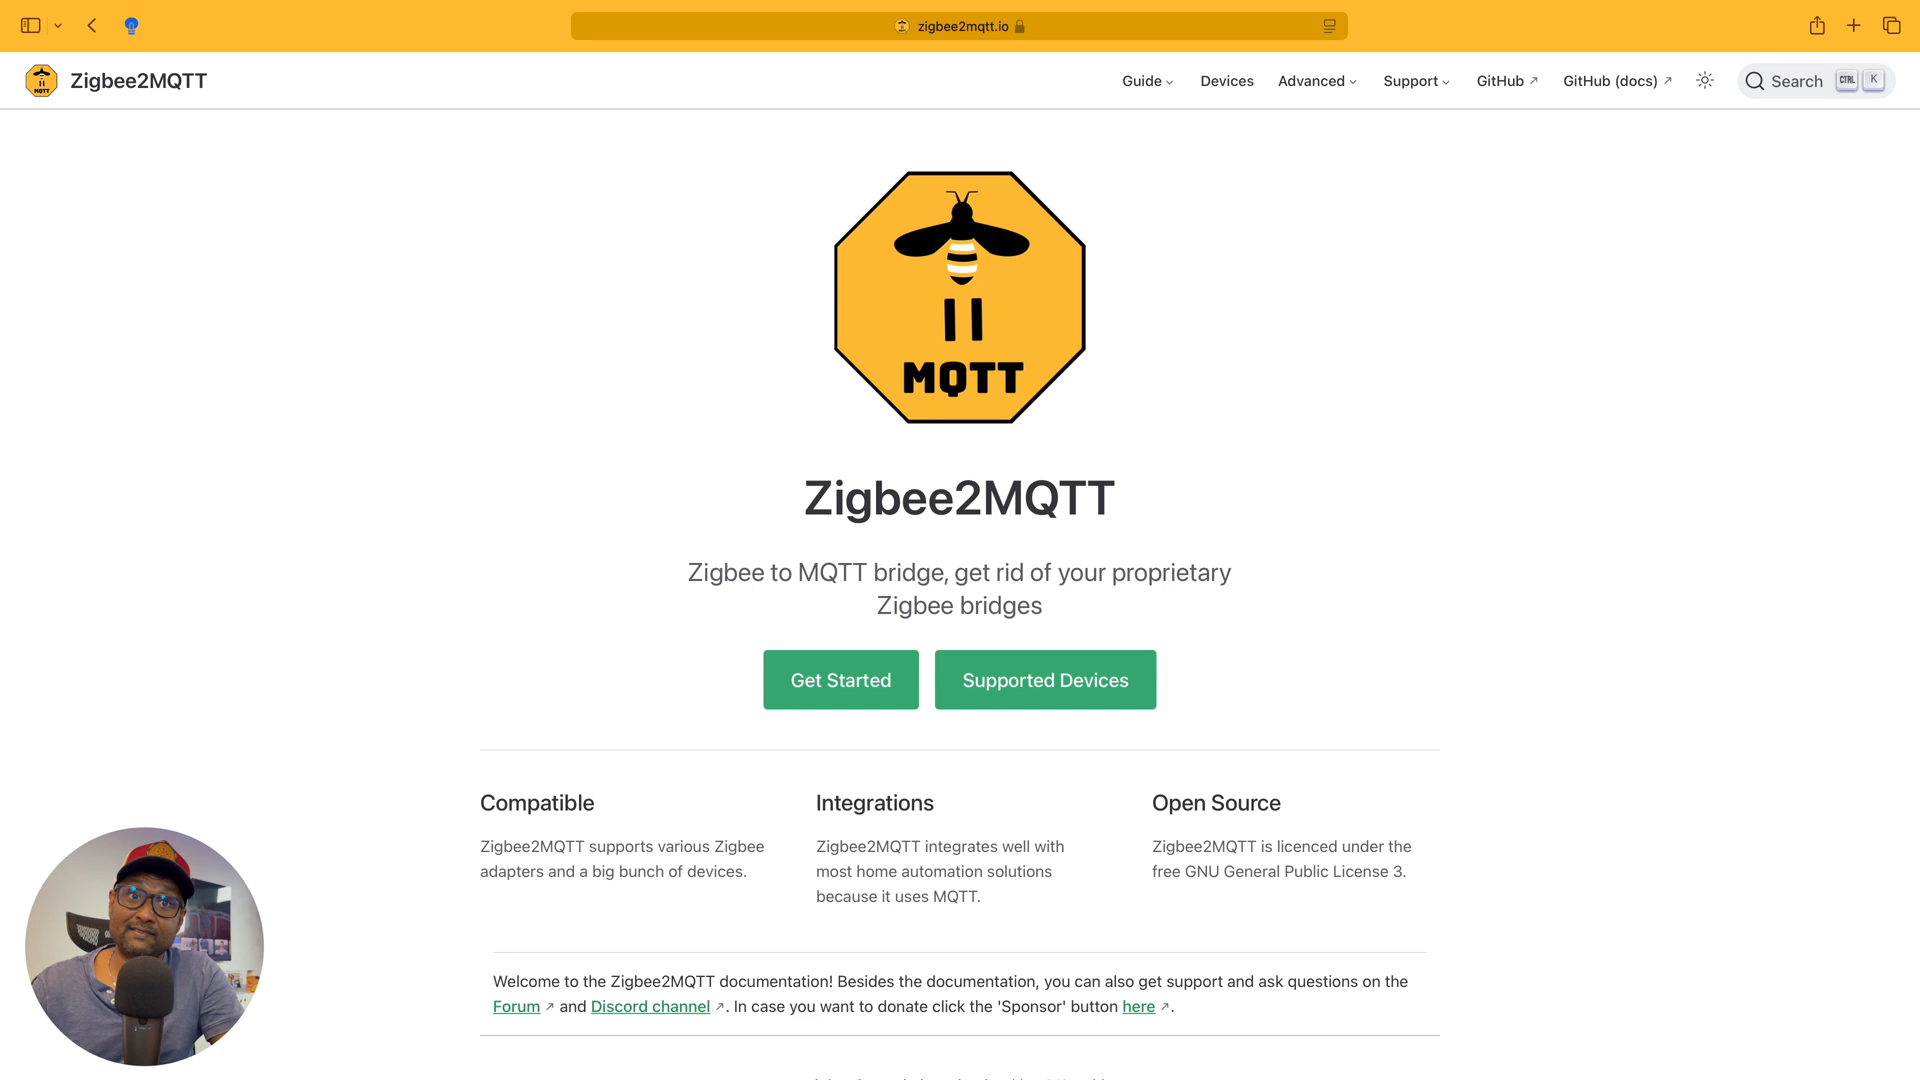 zigbee2mqtt.io
MQTT
Zigbee2MQTT
Guide
Devices
Advanced
Support
GitHub
GitHub (docs)
Search
CTRL
K
MQTT
Zigbee2MQTT
Zigbee to MQTT bridge, get rid of your proprietary
Zigbee bridges
Get Started
Supported Devices
Compatible
Zigbee2MQTT supports various Zigbee
adapters and a big bunch of devices.
Integrations
Zigbee2MQTT integrates well with
most home automation solutions
because it uses MQTT.
Open Source
Zigbee2MQTT is licenced under the
free GNU General Public License 3.
Welcome to the Zigbee2MQTT documentation! Besides the documentation, you can also get support and ask questions on the
Forum and Discord channel . In case you want to donate click the 'Sponsor' button here .